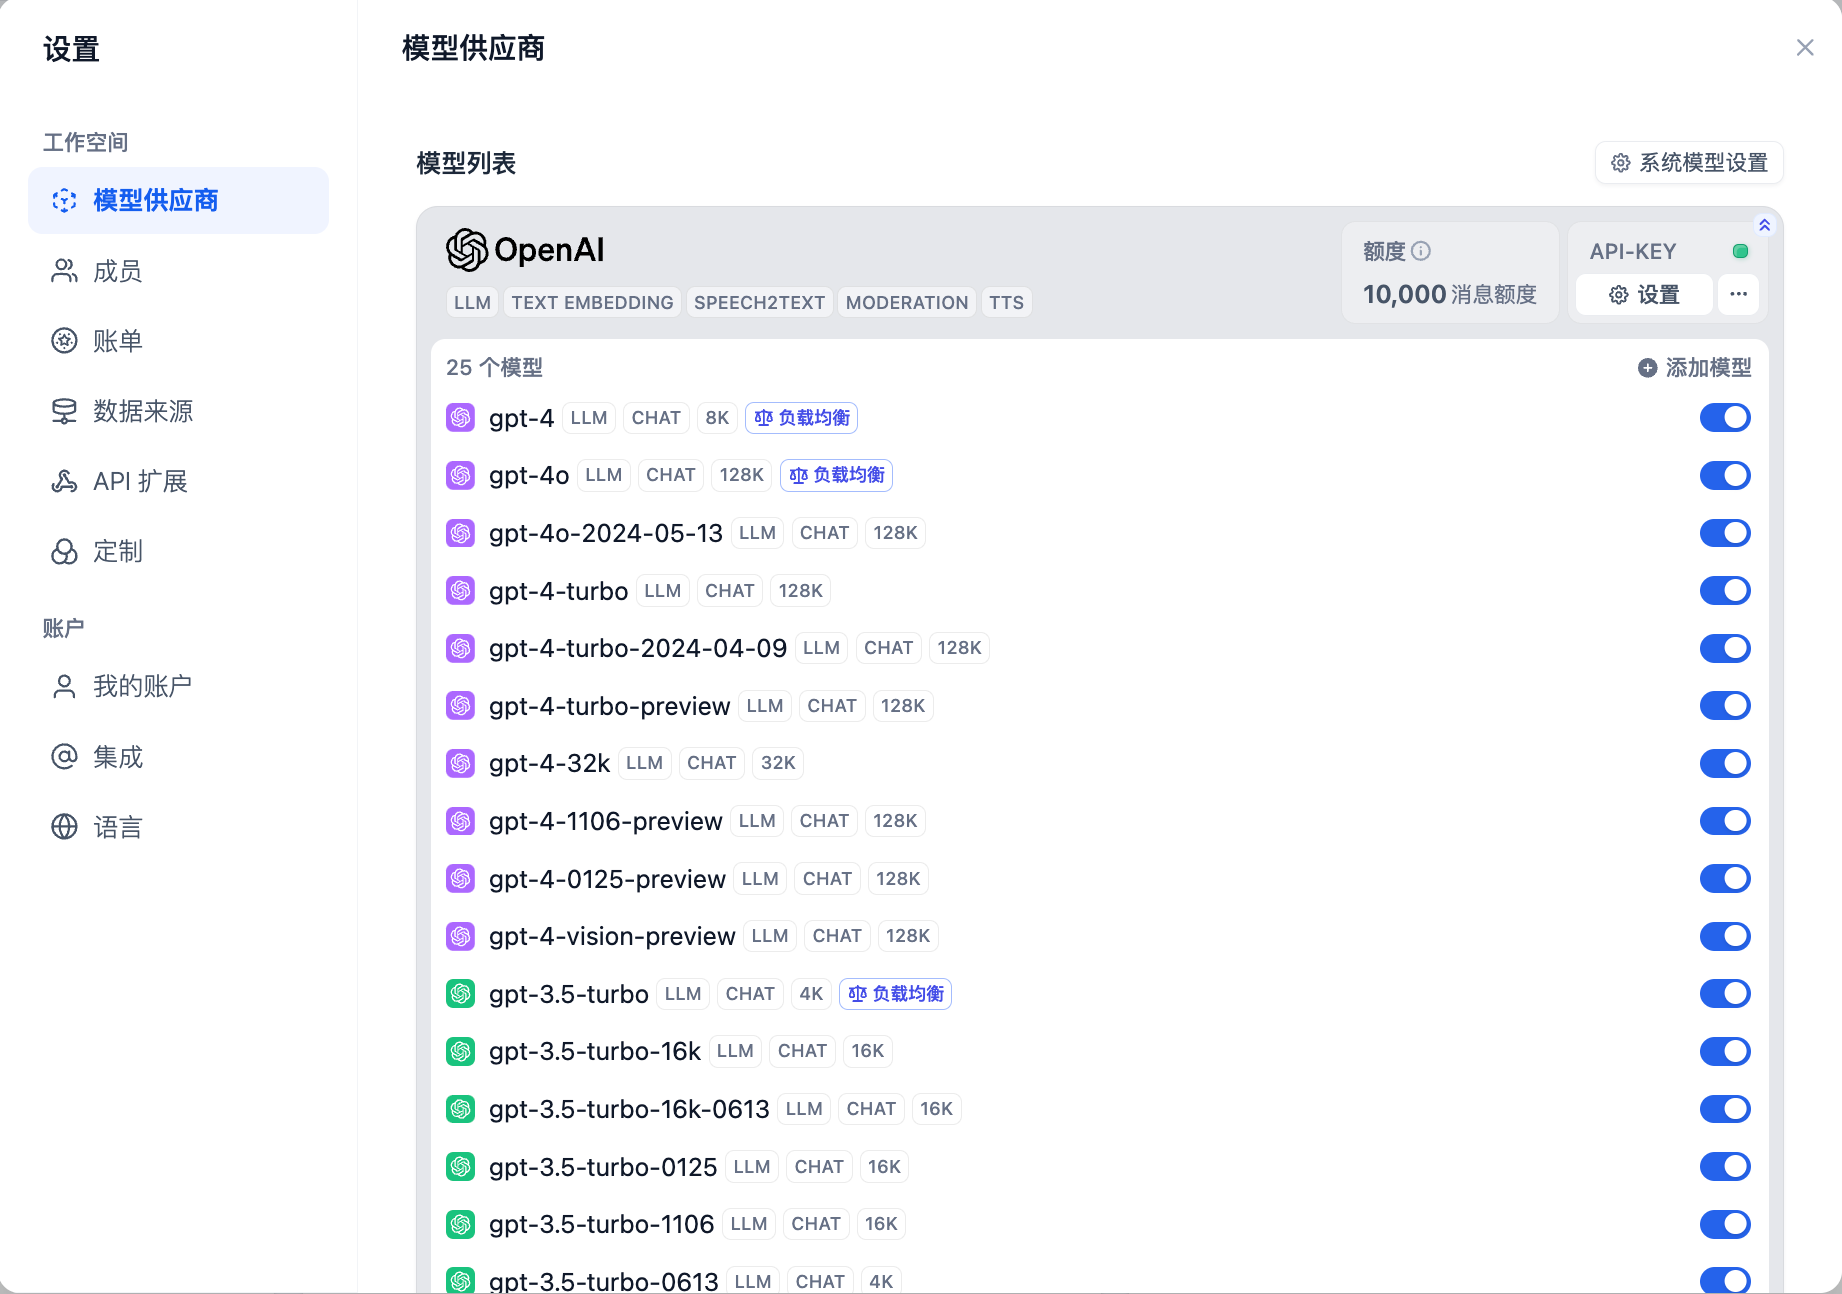 设置
工作空间
模型供应商
成员
账单
数据来源
API 扩展
定制
账户
我的账户
集成
语言
模型供应商
模型列表
系统模型设置
OpenAI
LLM TEXT EMBEDDING SPEECH2TEXT MODERATION TTS
额度
10,000 消息额度
API-KEY
设置
25 个模型
添加模型
gpt-4 LLM CHAT 8K 负载均衡
gpt-4o LLM CHAT 128K 负载均衡
gpt-4o-2024-05-13 LLM CHAT 128K
gpt-4-turbo LLM CHAT 128K
gpt-4-turbo-2024-04-09 LLM CHAT 128K
gpt-4-turbo-preview LLM CHAT 128K
gpt-4-32k LLM CHAT 32K
gpt-4-1106-preview LLM CHAT 128K
gpt-4-0125-preview LLM CHAT 128K
gpt-4-vision-preview LLM CHAT 128K
gpt-3.5-turbo LLM CHAT 4K 负载均衡
gpt-3.5-turbo-16k LLM CHAT 16K
gpt-3.5-turbo-16k-0613 LLM CHAT 16K
gpt-3.5-turbo-0125 LLM CHAT 16K
gpt-3.5-turbo-1106 LLM CHAT 16K
gpt-3.5-turbo-0613 LLM CHAT 4K